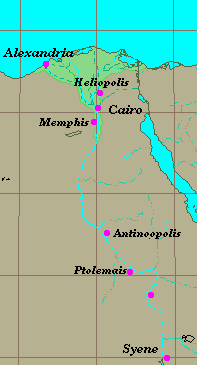 Alexandria
Heliopolis
Cairo
Memphis
Antinoopolis
Ptolemais
Syene